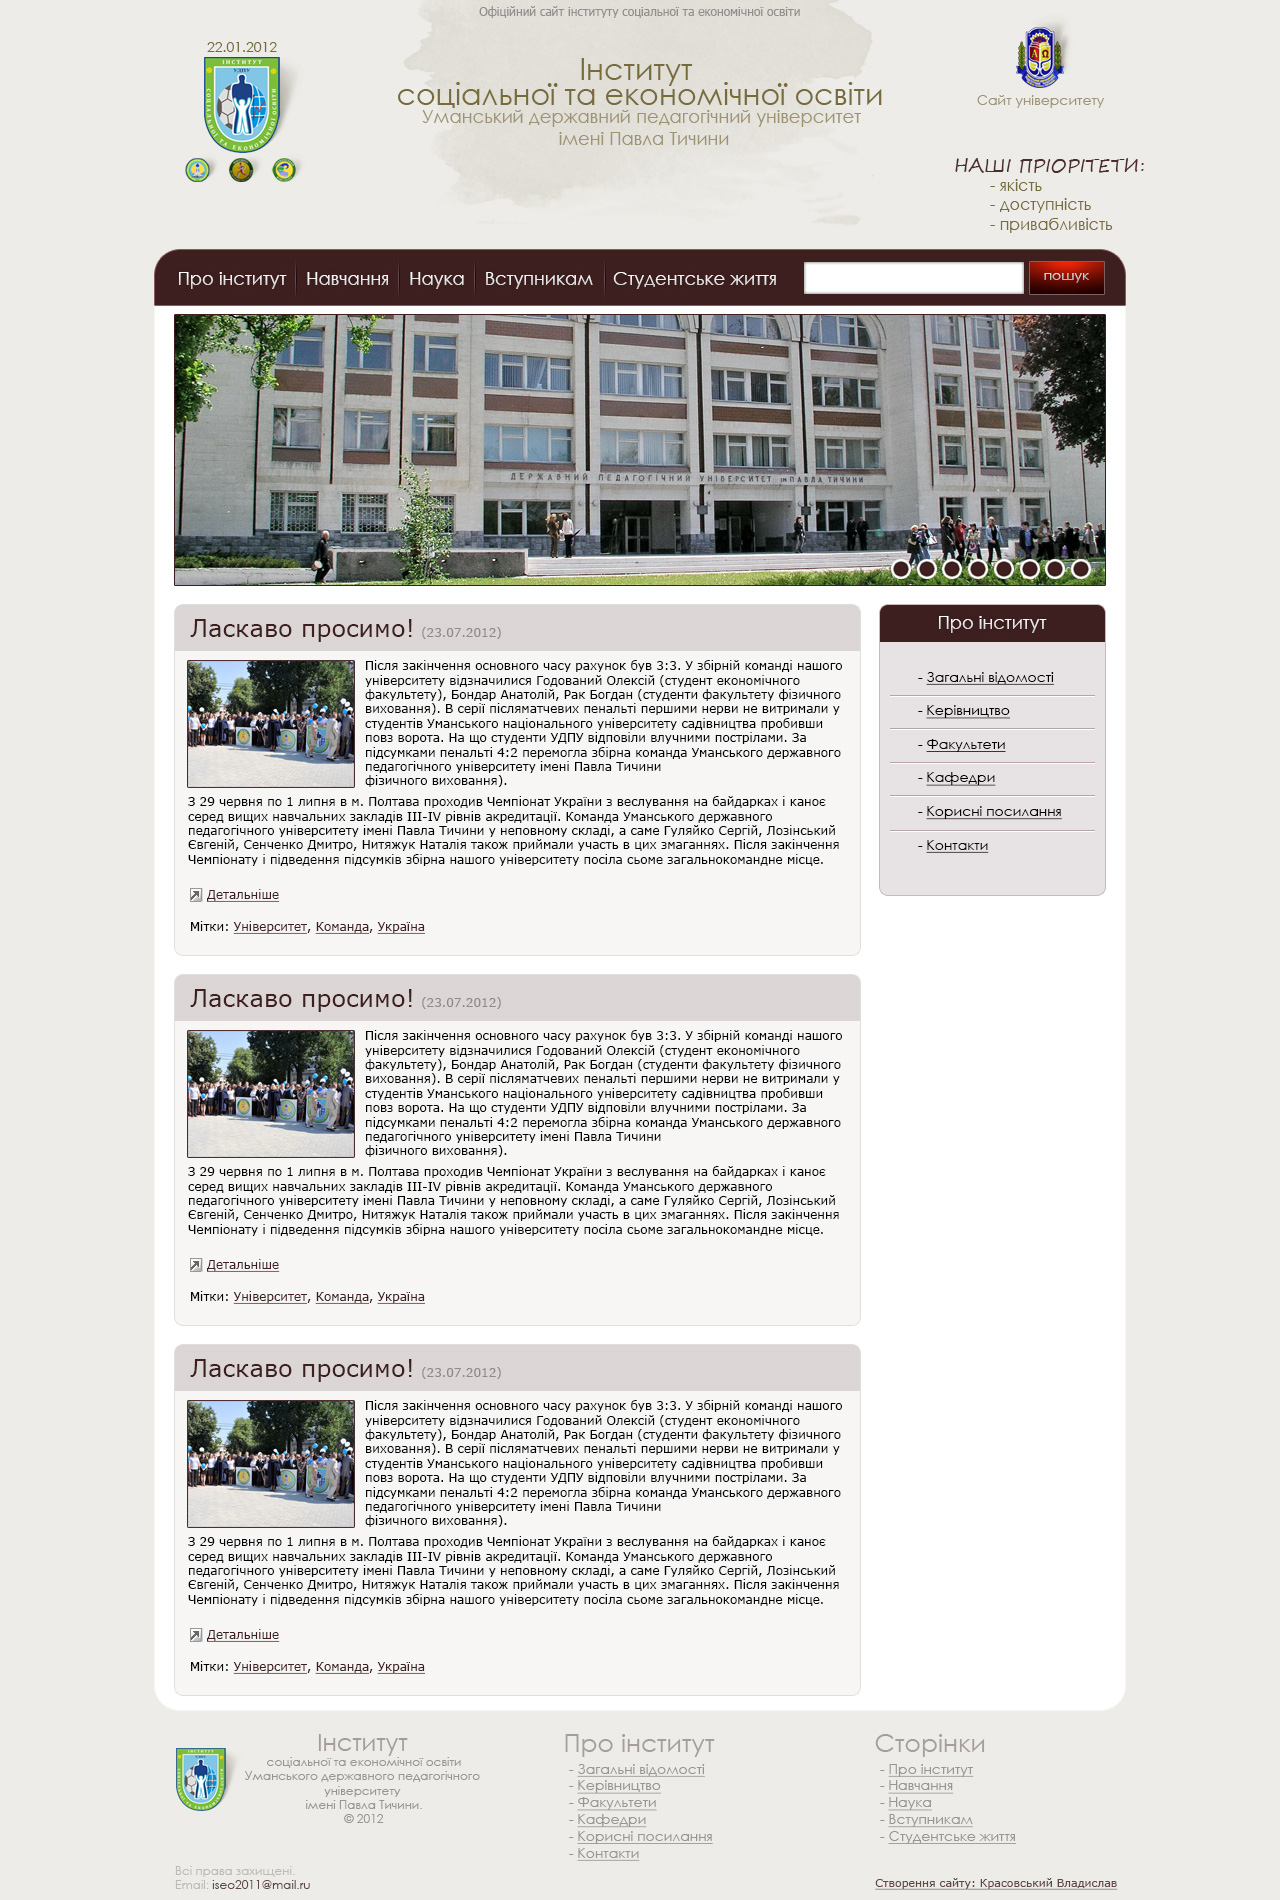 Офіційний сайт інституту соціальної та економічної освіти
22.01.2012
ІНСТИТУТ
УДПУ
СОЦІАЛЬНОЇ ТА ЕКОНОМІЧНОЇ ОСВІТИ
Інститут
соціальної та економічної освіти
Уманський державний педагогічний університет
імені Павла Тичини
Сайт університету
НАШІ ПРІОРІТЕТИ:
- якість
- доступність
- привабливість
Про інститут
Навчання
Наука
Вступникам
Студентське життя
пошук
ДЕРЖАВНИЙ ПЕДАГОГІЧНИЙ УНІВЕРСИТЕТ ім ПАВЛА ТИЧИНИ
Ласкаво просимо! (23.07.2012)
Після закінчення основного часу рахунок був 3:3. У збірній команді нашого
університету відзначилися Годований Олексій (студент економічного
факультету), Бондар Анатолій, Рак Богдан (студенти факультету фізичного
виховання). В серії післяматчевих пенальті першими нерви не витримали у
студентів Уманського національного університету садівництва пробивши
повз ворота. На що студенти УДПУ відповіли влучними пострілами. За
підсумками пенальті 4:2 перемогла збірна команда Уманського державного
педагогічного університету імені Павла Тичини
фізичного виховання).
З 29 червня по 1 липня в м. Полтава проходив Чемпіонат України з веслування на байдарках і каноє
серед вищих навчальних закладів III-IV рівнів акредитації. Команда Уманського державного
педагогічного університету імені Павла Тичини у неповному складі, а саме Гуляйко Сергій, Лозінський
Євгеній, Сенченко Дмитро, Нитяжук Наталія також приймали участь в цих змаганнях. Після закінчення
Чемпіонату і підведення підсумків збірна нашого університету посіла сьоме загальнокомандне місце.
Детальніше
Мітки: Університет, Команда, Україна
Про інститут
- Загальні відомості
- Керівництво
- Факультети
- Кафедри
- Корисні посилання
- Контакти
Ласкаво просимо! (23.07.2012)
Після закінчення основного часу рахунок був 3:3. У збірній команді нашого
університету відзначилися Годований Олексій (студент економічного
факультету), Бондар Анатолій, Рак Богдан (студенти факультету фізичного
виховання). В серії післяматчевих пенальті першими нерви не витримали у
студентів Уманського національного університету садівництва пробивши
повз ворота. На що студенти УДПУ відповіли влучними пострілами. За
підсумками пенальті 4:2 перемогла збірна команда Уманського державного
педагогічного університету імені Павла Тичини
фізичного виховання).
З 29 червня по 1 липня в м. Полтава проходив Чемпіонат України з веслування на байдарках і каноє
серед вищих навчальних закладів III-IV рівнів акредитації. Команда Уманського державного
педагогічного університету імені Павла Тичини у неповному складі, а саме Гуляйко Сергій, Лозінський
Євгеній, Сенченко Дмитро, Нитяжук Наталія також приймали участь в цих змаганнях. Після закінчення
Чемпіонату і підведення підсумків збірна нашого університету посіла сьоме загальнокомандне місце.
Детальніше
Мітки: Університет, Команда, Україна
Ласкаво просимо! (23.07.2012)
Після закінчення основного часу рахунок був 3:3. У збірній команді нашого
університету відзначилися Годований Олексій (студент економічного
факультету), Бондар Анатолій, Рак Богдан (студенти факультету фізичного
виховання). В серії післяматчевих пенальті першими нерви не витримали у
студентів Уманського національного університету садівництва пробивши
повз ворота. На що студенти УДПУ відповіли влучними пострілами. За
підсумками пенальті 4:2 перемогла збірна команда Уманського державного
педагогічного університету імені Павла Тичини
фізичного виховання).
З 29 червня по 1 липня в м. Полтава проходив Чемпіонат України з веслування на байдарках і каноє
серед вищих навчальних закладів III-IV рівнів акредитації. Команда Уманського державного
педагогічного університету імені Павла Тичини у неповному складі, а саме Гуляйко Сергій, Лозінський
Євгеній, Сенченко Дмитро, Нитяжук Наталія також приймали участь в цих змаганнях. Після закінчення
Чемпіонату і підведення підсумків збірна нашого університету посіла сьоме загальнокомандне місце.
Детальніше
Мітки: Університет, Команда, Україна
Інститут
соціальної та економічної освіти
Уманського державного педагогічного
університету
імені Павла Тичини.
© 2012
Всі права захищені.
Email: iseo2011@mail.ru
Про інститут
- Загальні відомості
- Керівництво
- Факультети
- Кафедри
- Корисні посилання
- Контакти
Сторінки
- Про інститут
- Навчання
- Наука
- Вступникам
- Студентське життя
Створення сайту: Красовський Владислав